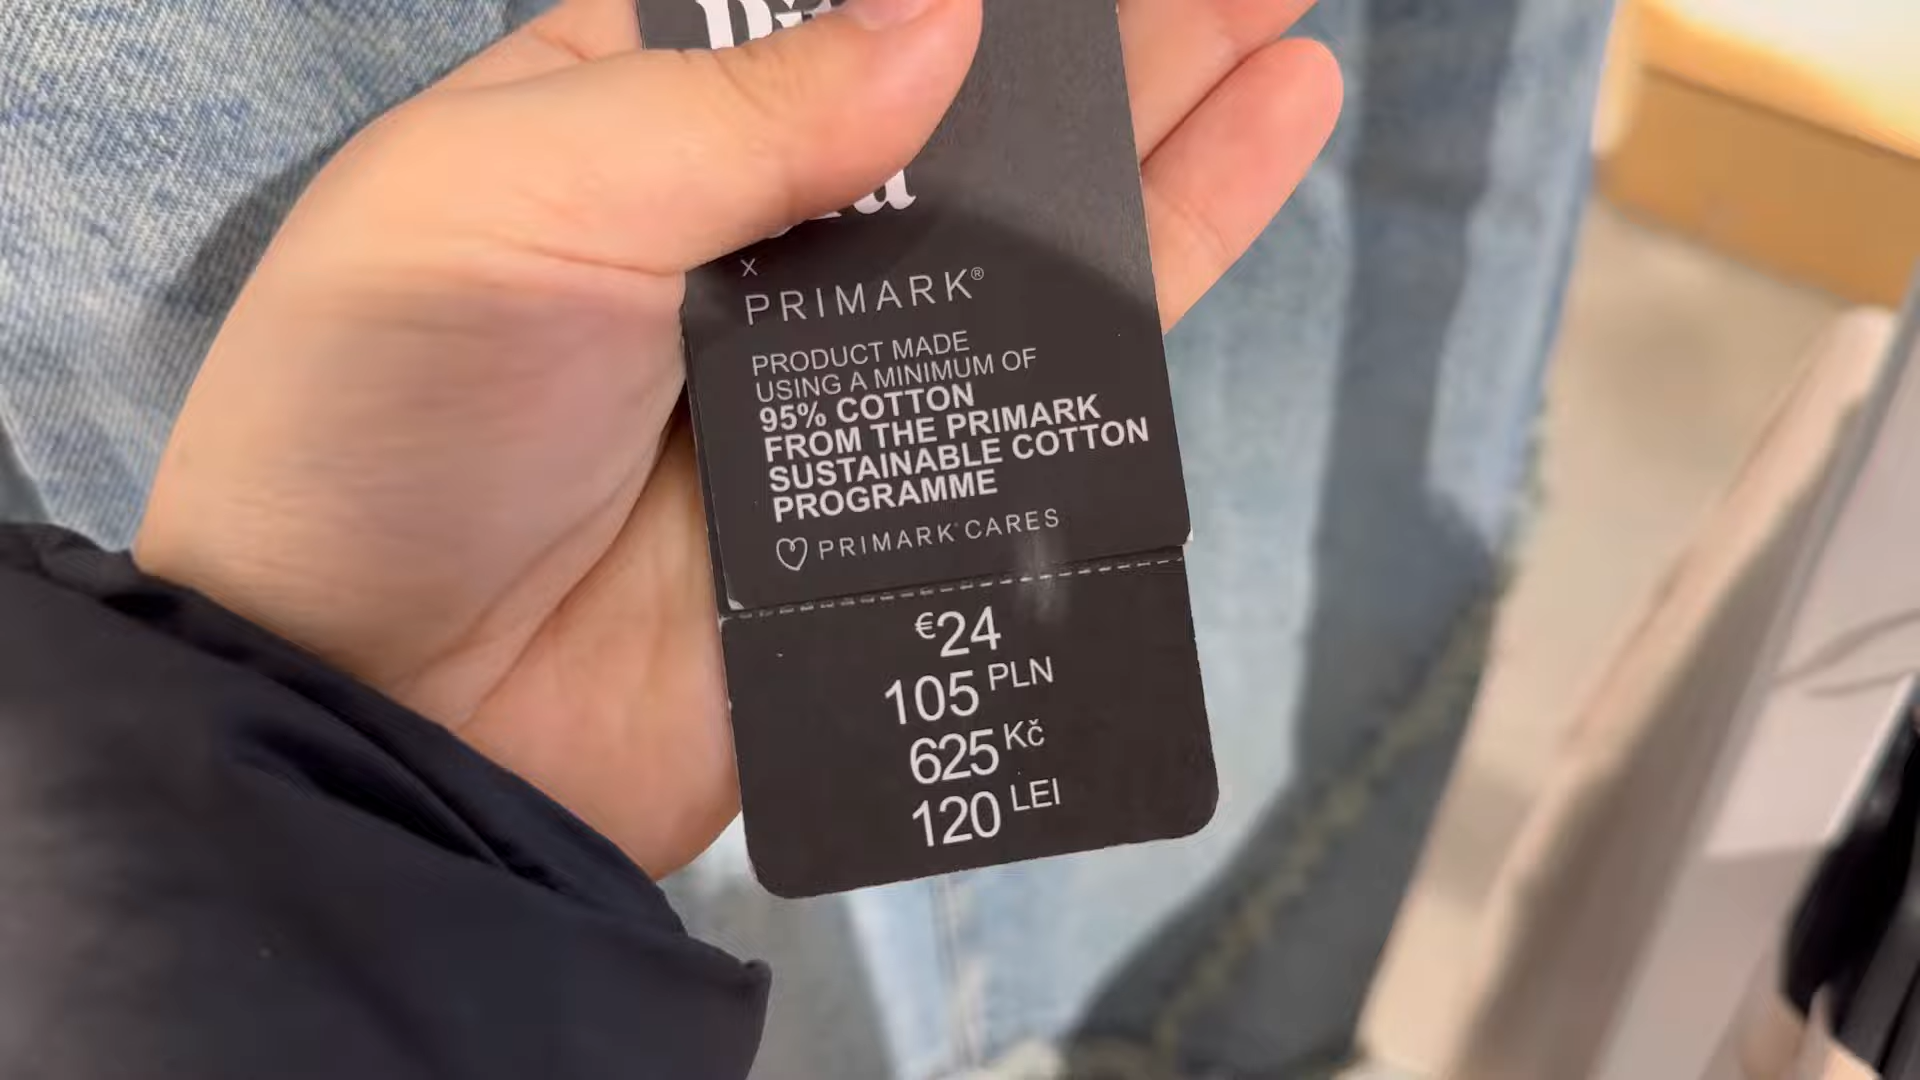 x
PRIMARK®
PRODUCT MADE
USING A MINIMUM OF
95% COTTON
FROM THE PRIMARK
SUSTAINABLE COTTON
PROGRAMME
PRIMARK® CARES
€24
105 PLN
625 Kč
120 LEI